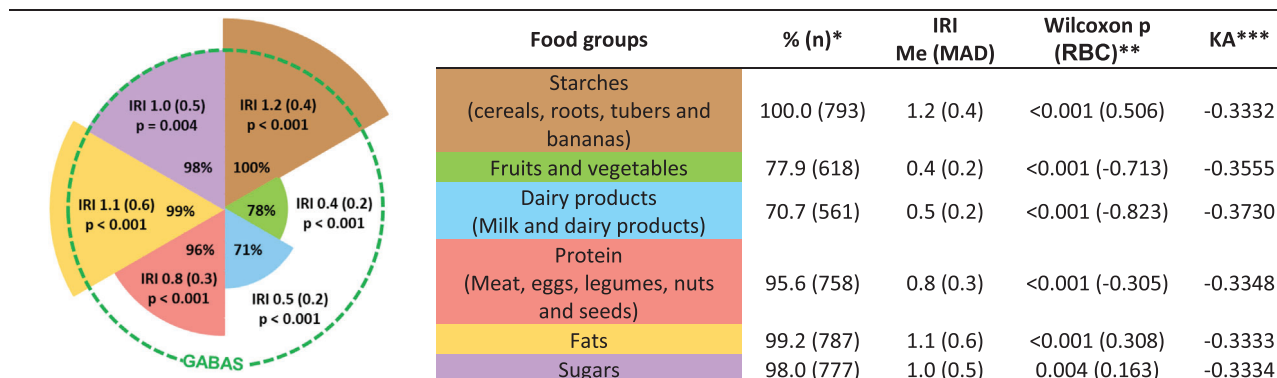 IRI 1.0 (0.5)
p = 0.004
98%
IRI 1.2 (0.4)
p < 0.001
100%
IRI 1.1 (0.6)
p < 0.001
99%
78%
IRI 0.4 (0.2)
p < 0.001
96%
IRI 0.8 (0.3)
p < 0.001
71%
IRI 0.5 (0.2)
p < 0.001
GABAS
Food groups % (n)* IRI Me (MAD) Wilcoxon p (RBC)** KA***
Starches
(cereals, roots, tubers and
bananas) 100.0 (793) 1.2 (0.4) <0.001 (0.506) -0.3332
Fruits and vegetables 77.9 (618) 0.4 (0.2) <0.001 (-0.713) -0.3555
Dairy products
(Milk and dairy products) 70.7 (561) 0.5 (0.2) <0.001 (-0.823) -0.3730
Protein
(Meat, eggs, legumes, nuts
and seeds) 95.6 (758) 0.8 (0.3) <0.001 (-0.305) -0.3348
Fats 99.2 (787) 1.1 (0.6) <0.001 (0.308) -0.3333
Sugars 98.0 (777) 1.0 (0.5) 0.004 (0.163) -0.3334